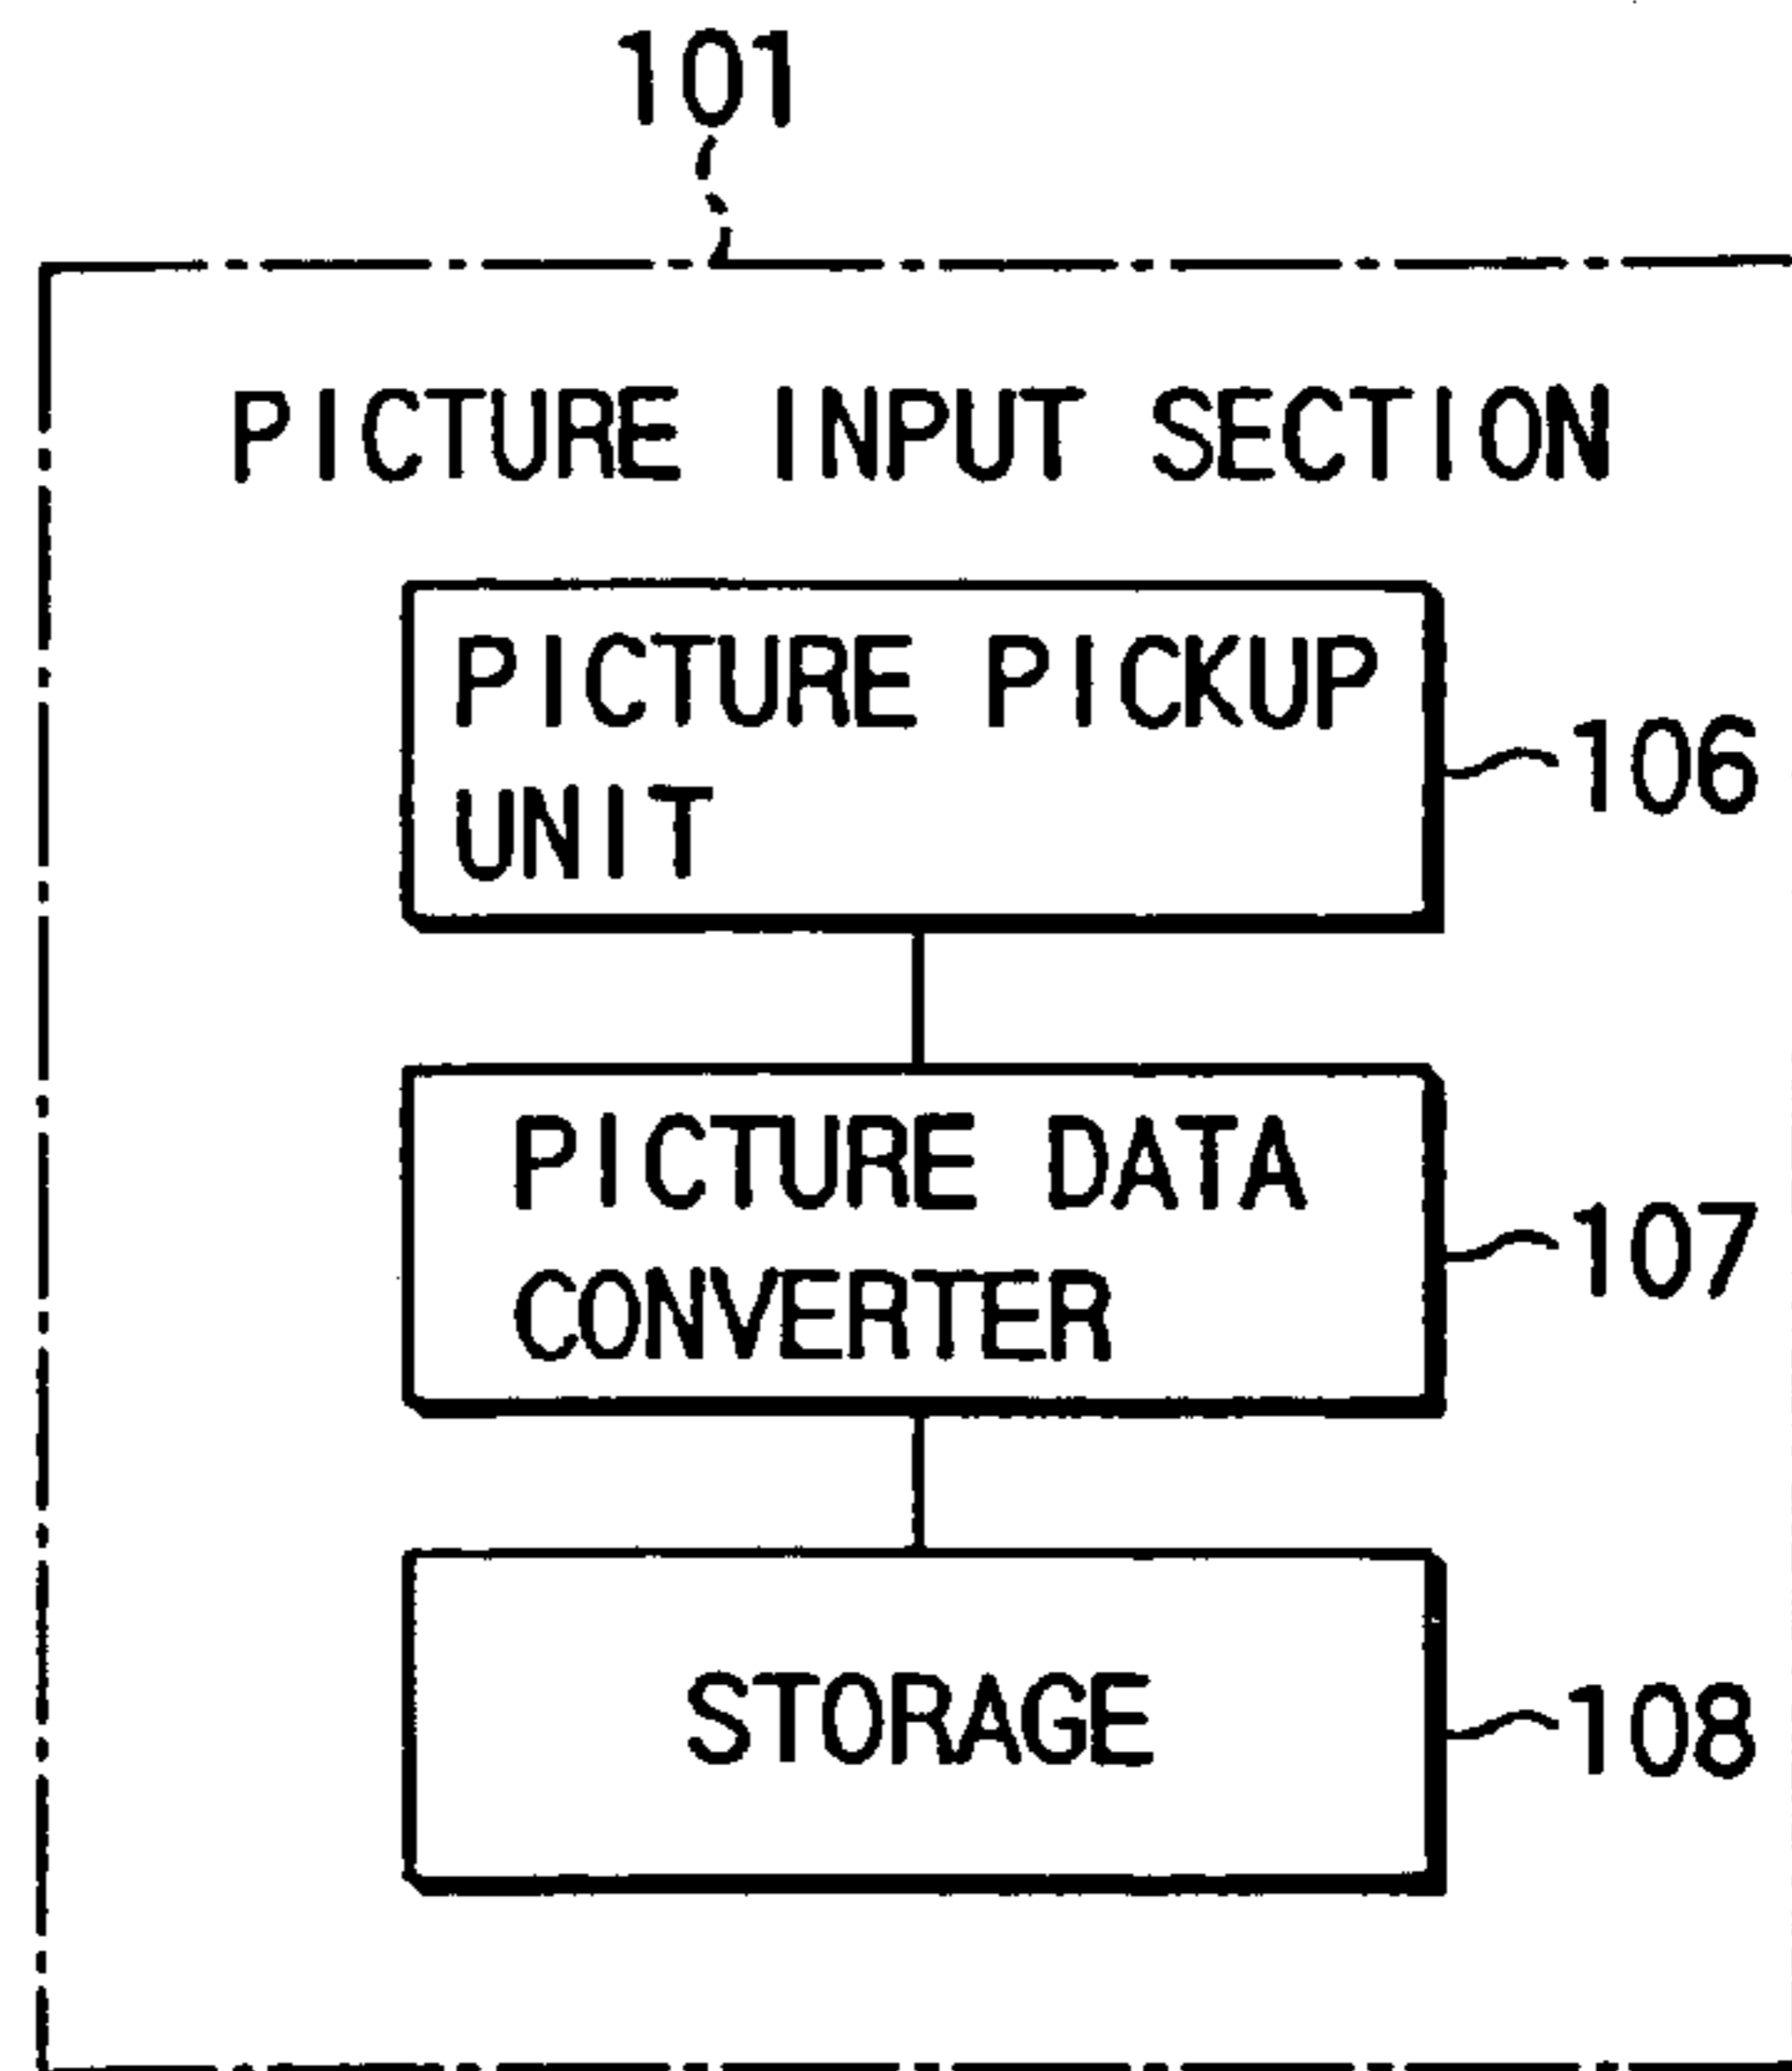 101
PICTURE INPUT SECTION
PICTURE PICKUP
UNIT
106
PICTURE DATA
CONVERTER
107
STORAGE
108